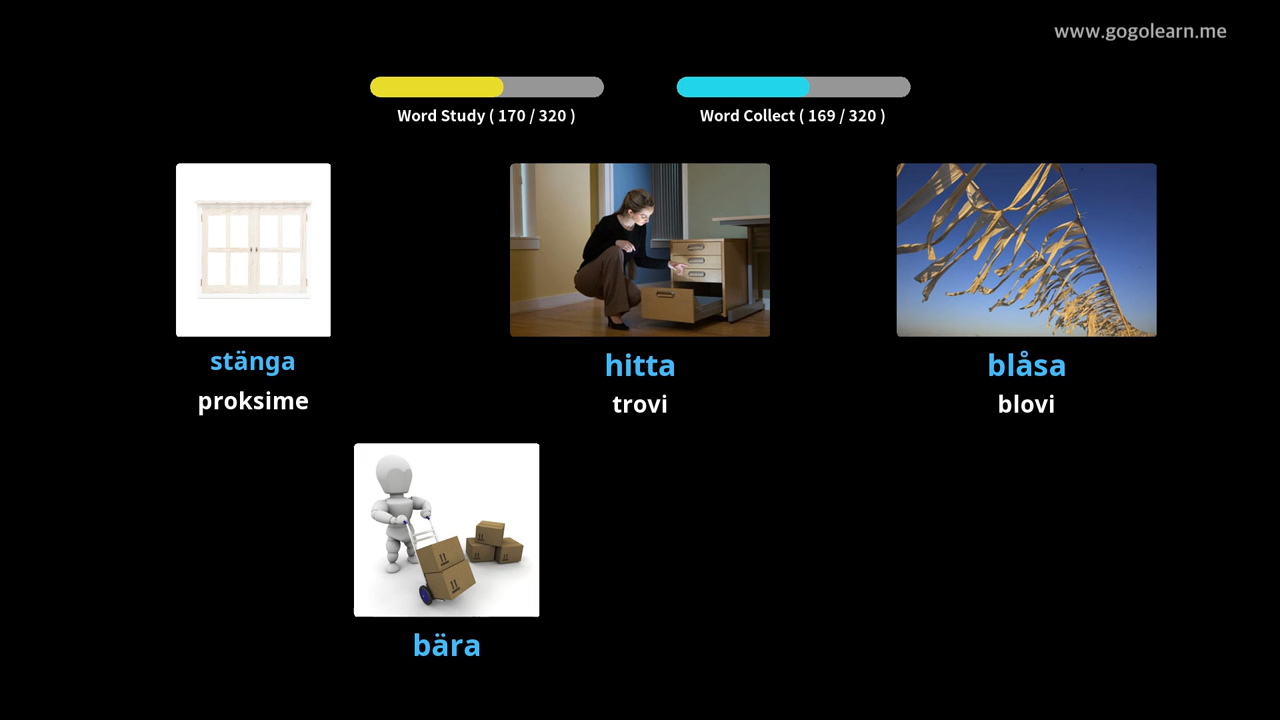 www.gogolearn.me
Word Study ( 170 / 320 )
Word Collect ( 169 / 320 )
stänga
proksime
hitta
trovi
blåsa
blovi
bära